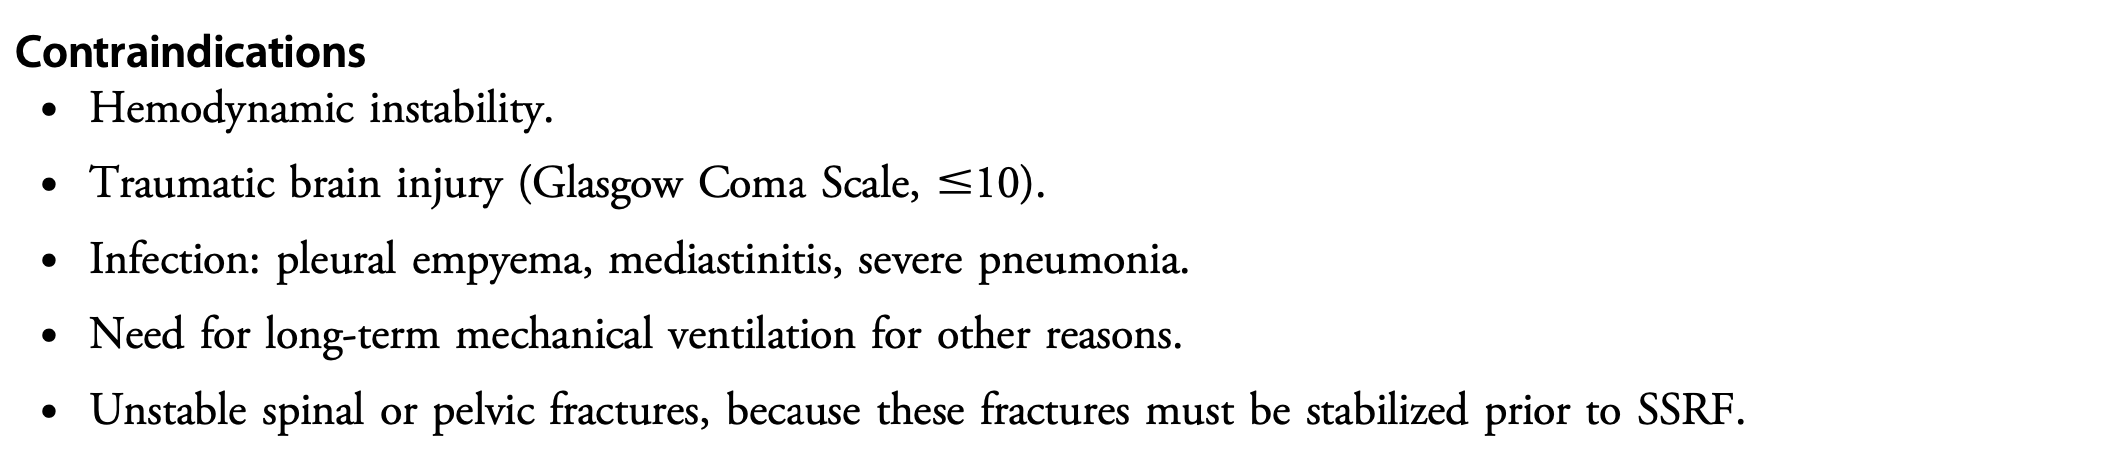 Contraindications
• Hemodynamic instability.
• Traumatic brain injury (Glasgow Coma Scale, ≤10).
• Infection: pleural empyema, mediastinitis, severe pneumonia.
• Need for long-term mechanical ventilation for other reasons.
• Unstable spinal or pelvic fractures, because these fractures must be stabilized prior to SSRF.